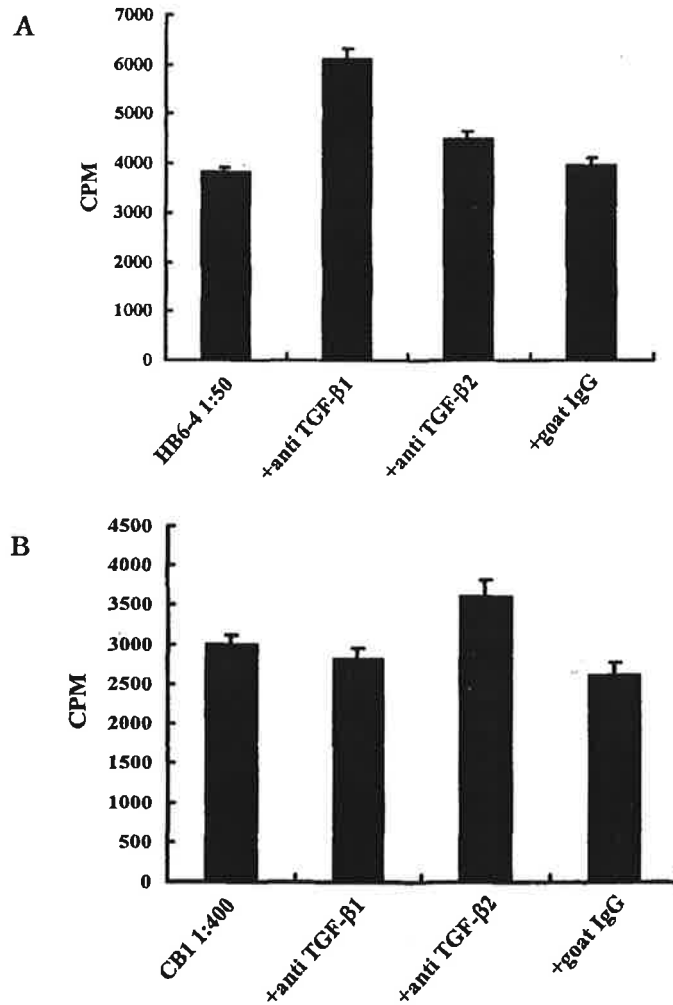 A
7000
6000
5000
4000
3000
2000
1000
0
CPM
HB6-4 1:50
+anti TGF-β1
+anti TGF-β2
+goat IgG
B
4500
4000
3500
3000
2500
2000
1500
1000
500
0
CPM
CB1 1:400
+anti TGF-β1
+anti TGF-β2
+goat IgG